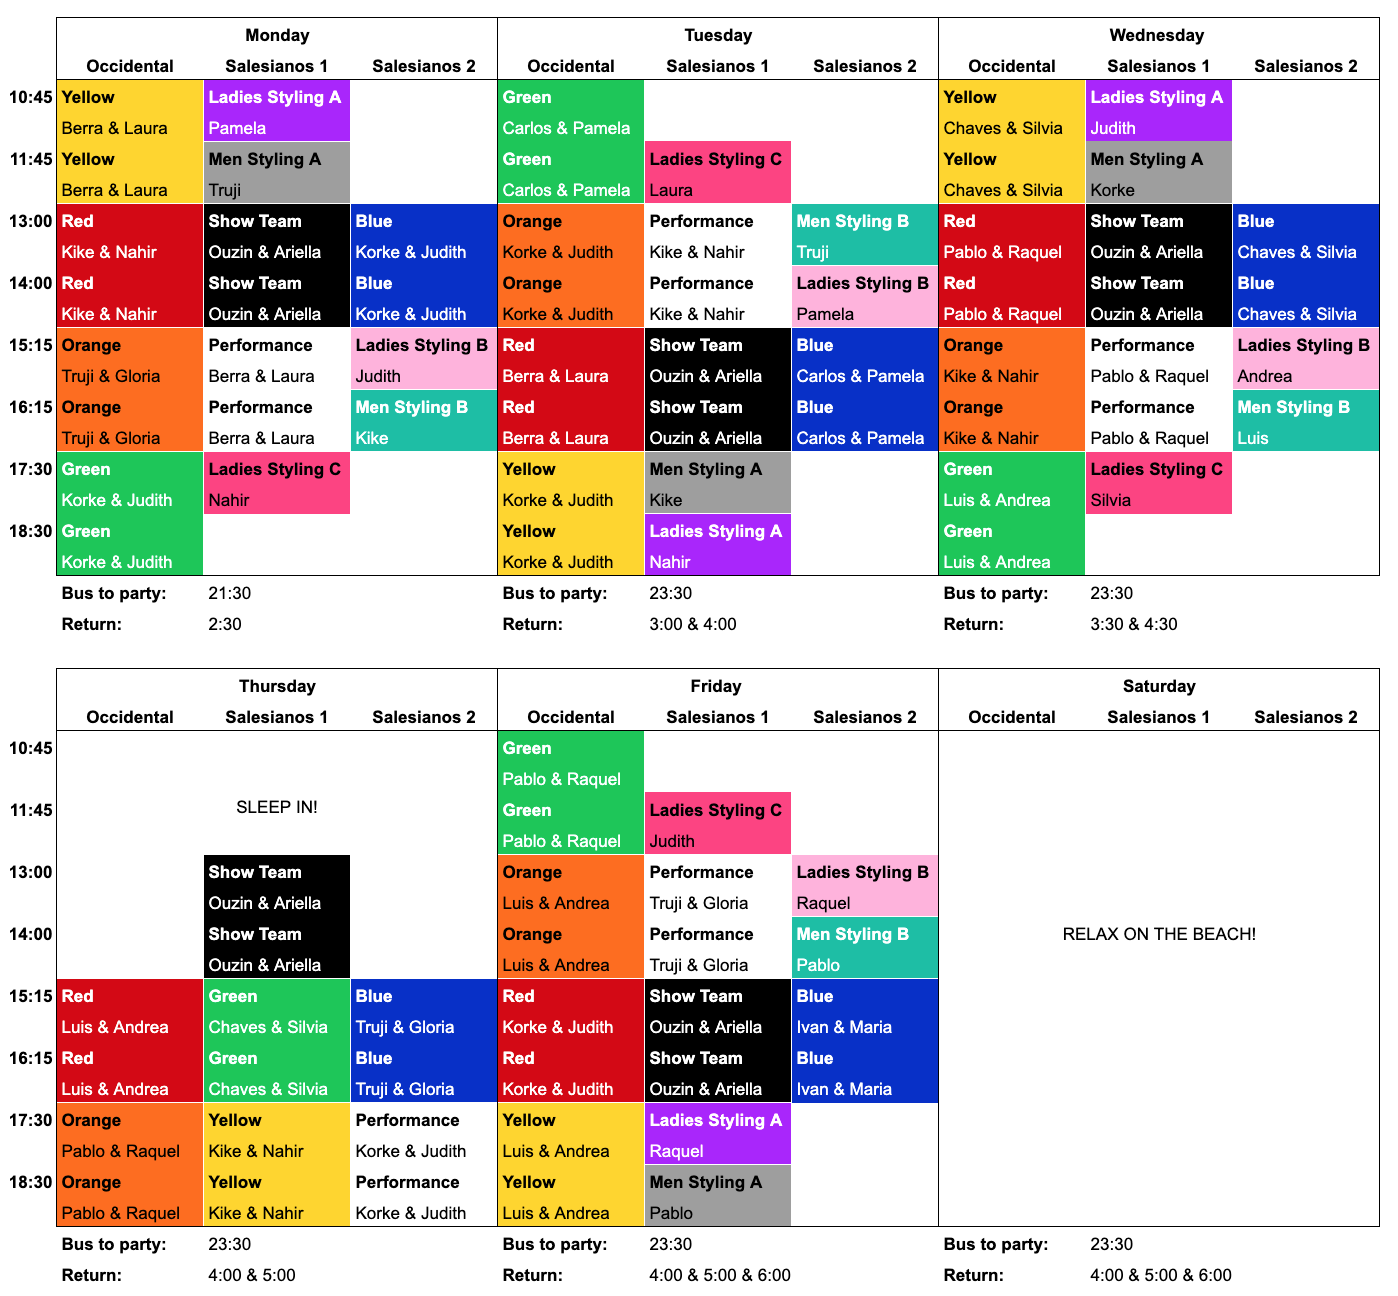 Monday Tuesday Wednesday
Occidental Salesianos 1 Salesianos 2 Occidental Salesianos 1 Salesianos 2 Occidental Salesianos 1 Salesianos 2
10:45 Yellow Ladies Styling A Green Yellow Ladies Styling A
Berra & Laura Pamela Carlos & Pamela Chaves & Silvia Judith
11:45 Yellow Men Styling A Green Ladies Styling C Yellow Men Styling A
Berra & Laura Truji Carlos & Pamela Laura Chaves & Silvia Korke
13:00 Red Show Team Blue Orange Performance Men Styling B Red Show Team Blue
Kike & Nahir Ouzin & Ariella Korke & Judith Korke & Judith Kike & Nahir Truji Pablo & Raquel Ouzin & Ariella Chaves & Silvia
14:00 Red Show Team Blue Orange Performance Ladies Styling B Red Show Team Blue
Kike & Nahir Ouzin & Ariella Korke & Judith Korke & Judith Kike & Nahir Pamela Pablo & Raquel Ouzin & Ariella Chaves & Silvia
15:15 Orange Performance Ladies Styling B Red Show Team Blue Orange Performance Ladies Styling B
Truji & Gloria Berra & Laura Judith Berra & Laura Ouzin & Ariella Carlos & Pamela Kike & Nahir Pablo & Raquel Andrea
16:15 Orange Performance Men Styling B Red Show Team Blue Orange Performance Men Styling B
Truji & Gloria Berra & Laura Kike Berra & Laura Ouzin & Ariella Carlos & Pamela Kike & Nahir Pablo & Raquel Luis
17:30 Green Ladies Styling C Yellow Men Styling A Green Ladies Styling C
Korke & Judith Nahir Korke & Judith Kike Luis & Andrea Silvia
18:30 Green Yellow Ladies Styling A Green
Korke & Judith Korke & Judith Nahir Luis & Andrea
Bus to party: 21:30 Bus to party: 23:30 Bus to party: 23:30
Return: 2:30 Return: 3:00 & 4:00 Return: 3:30 & 4:30
Thursday Friday Saturday
Occidental Salesianos 1 Salesianos 2 Occidental Salesianos 1 Salesianos 2 Occidental Salesianos 1 Salesianos 2
10:45 Green
Pablo & Raquel
SLEEP IN!
11:45 Green Ladies Styling C
Pablo & Raquel Judith
13:00 Show Team Orange Performance Ladies Styling B
Ouzin & Ariella Luis & Andrea Truji & Gloria Raquel
14:00 Show Team Orange Performance Men Styling B RELAX ON THE BEACH!
Ouzin & Ariella Luis & Andrea Truji & Gloria Pablo
15:15 Red Green Blue Red Show Team Blue
Luis & Andrea Chaves & Silvia Truji & Gloria Korke & Judith Ouzin & Ariella Ivan & Maria
16:15 Red Green Blue Red Show Team Blue
Luis & Andrea Chaves & Silvia Truji & Gloria Korke & Judith Ouzin & Ariella Ivan & Maria
17:30 Orange Yellow Performance Yellow Ladies Styling A
Pablo & Raquel Kike & Nahir Korke & Judith Luis & Andrea Raquel
18:30 Orange Yellow Performance Yellow Men Styling A
Pablo & Raquel Kike & Nahir Korke & Judith Luis & Andrea Pablo
Bus to party: 23:30 Bus to party: 23:30 Bus to party: 23:30
Return: 4:00 & 5:00 Return: 4:00 & 5:00 & 6:00 Return: 4:00 & 5:00 & 6:00